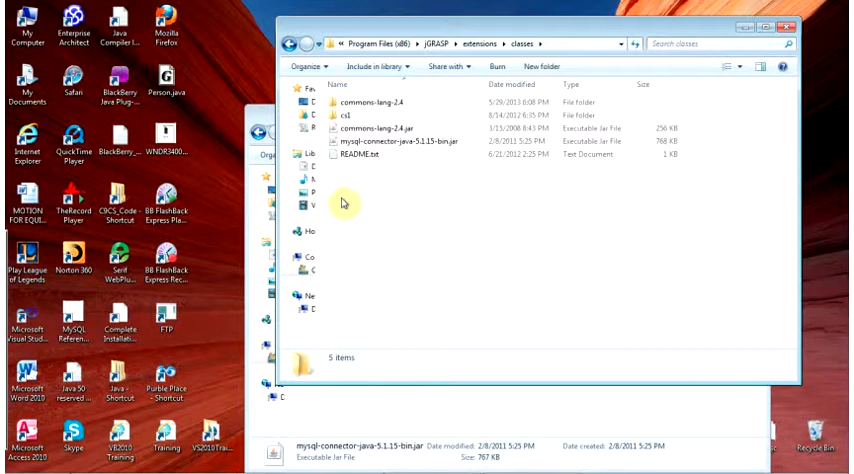 My
Computer
Enterprise
Architect
Java
Compiler I...
Mozilla
Firefox
My
Documents
Safari
BlackBerry
Java Plug-...
Person.java
Internet
Explorer
QuickTime
Player
BlackBerry_...
WNDR3400...
MOTION
FOR EQUI...
TheRecord
Player
C9CS_Code -
Shortcut
BB FlashBack
Express Pla...
Play League
of Legends
Norton 360
Serif
WebPlu...
BB FlashBack
Express Rec...
Microsoft
Visual Stud...
MySQL
Referen...
Complete
Installati...
FTP
Microsoft
Word 2010
Java 50
reserved ...
Java -
Shortcut
Purble Place
- Shortcut
Microsoft
Access 2010
Skype
VB2010
Training
Training
VS2010Trai...
« Program Files (x86) ▸ jGRASP ▸ extensions ▸ classes ▸
Search classes
Organize ▾ Include in library ▾ Share with ▾ Burn New folder
Name Date modified Type Size
commons-lang-2.4 5/29/2013 6:08 PM File folder
cs1 8/14/2012 6:35 PM File folder
commons-lang-2.4.jar 3/15/2008 8:43 PM Executable Jar File 256 KB
mysql-connector-java-5.1.15-bin.jar 2/8/2011 5:25 PM Executable Jar File 768 KB
README.txt 6/21/2012 2:25 PM Text Document 1 KB
Fav
Lib
Ho
Co
Ne
5 items
Orga
mysql-connector-java-5.1.15-bin.jar Date modified: 2/8/2011 5:25 PM Date created: 2/8/2011 5:25 PM
Executable Jar File Size: 767 KB
Recycle Bin